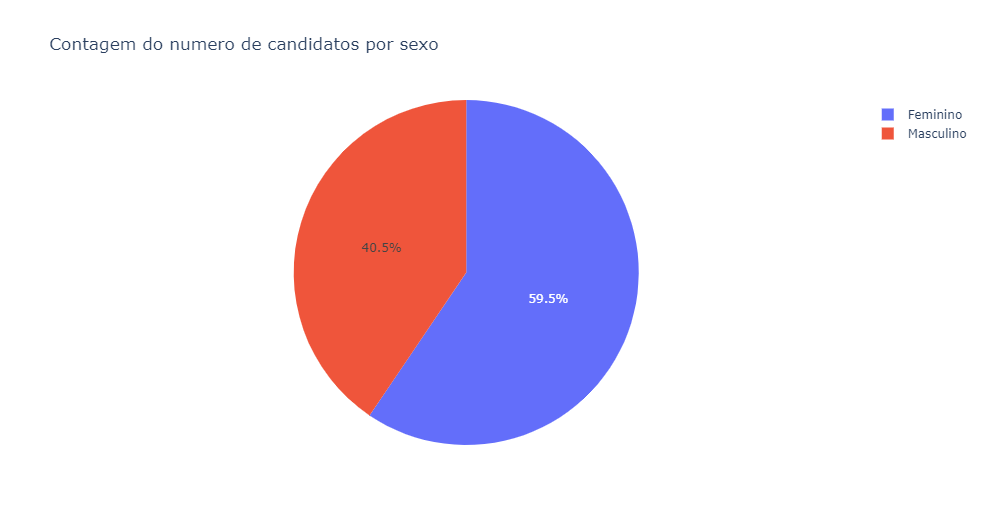 Contagem do numero de candidatos por sexo
Feminino
Masculino
40.5%
59.5%